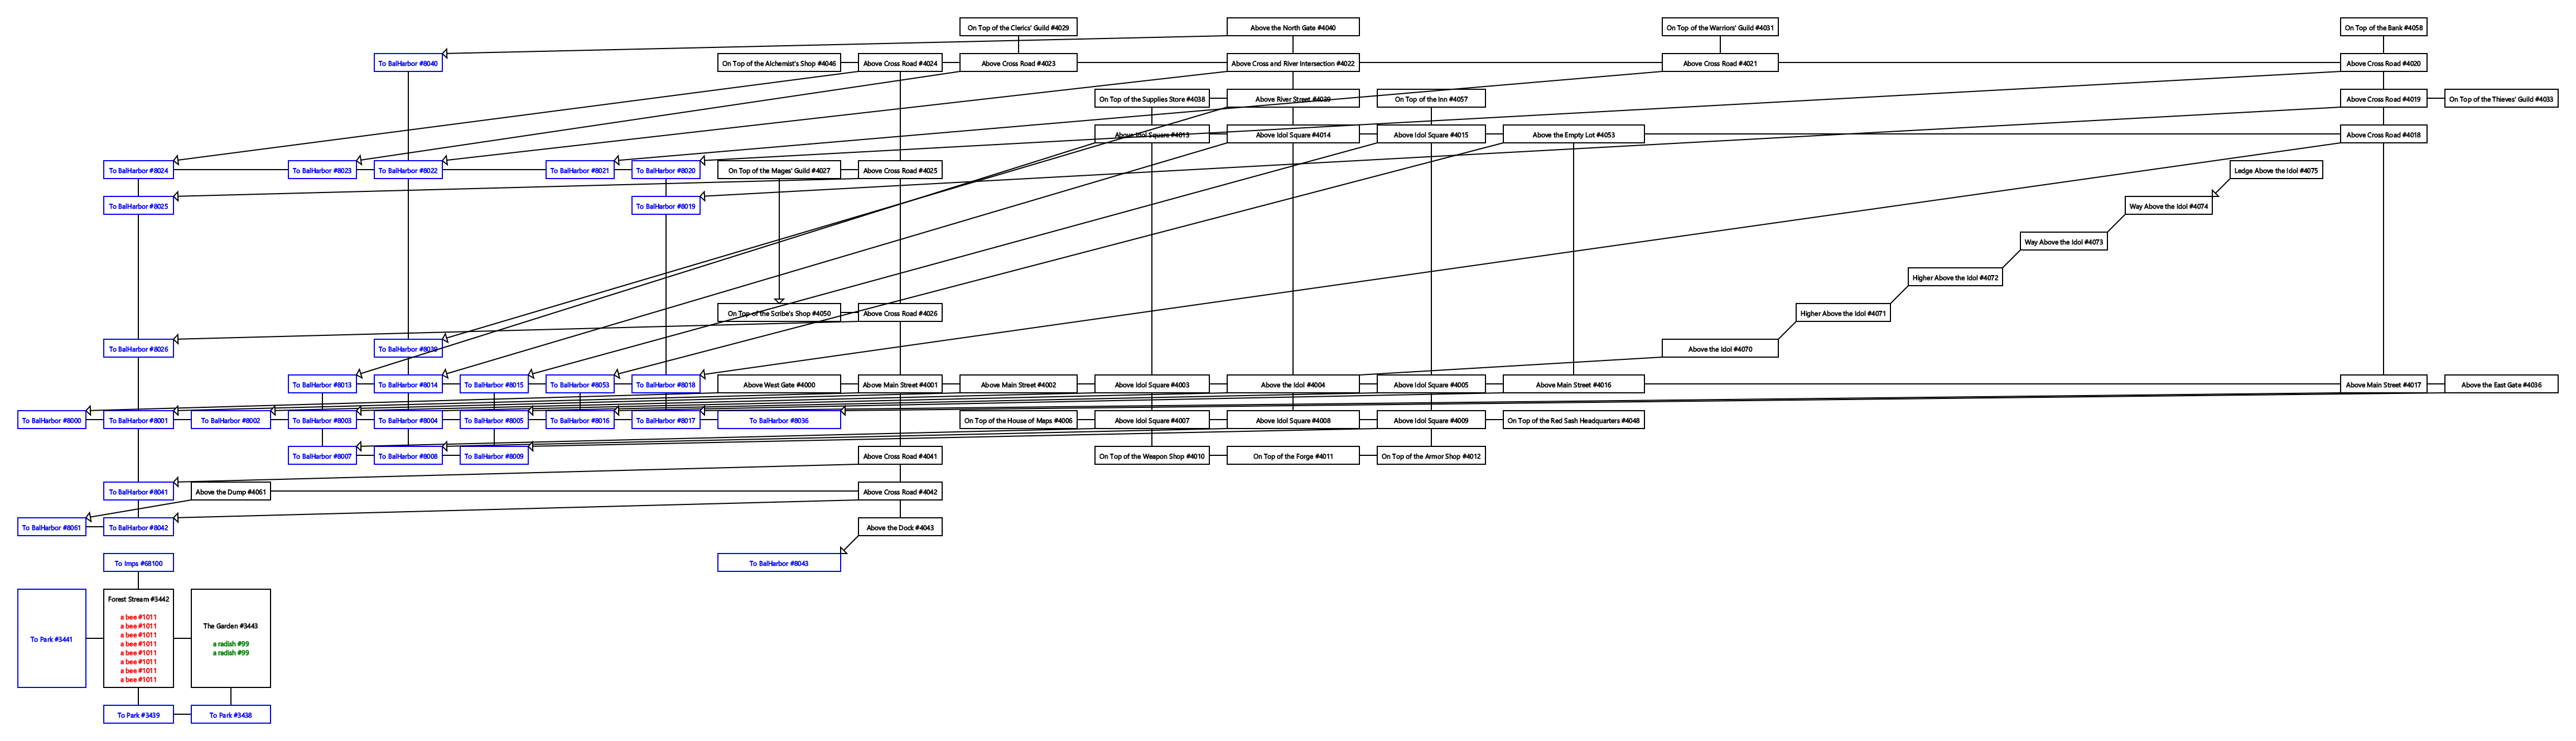 On Top of the Clerics' Guild #4029
Above the North Gate #4040
On Top of the Warriors' Guild #4031
On Top of the Bank #4058
To BalHarbor #8040
On Top of the Alchemist's Shop #4046
Above Cross Road #4024
Above Cross Road #4023
Above Cross and River Intersection #4022
Above Cross Road #4021
Above Cross Road #4020
On Top of the Supplies Store #4038
Above River Street #4039
On Top of the Inn #4057
Above Cross Road #4019
On Top of the Thieves' Guild #4033
Above Idol Square #4013
Above Idol Square #4014
Above Idol Square #4015
Above the Empty Lot #4053
Above Cross Road #4018
To BalHarbor #8024
To BalHarbor #8023
To BalHarbor #8022
To BalHarbor #8021
To BalHarbor #8020
On Top of the Mages' Guild #4027
Above Cross Road #4025
Ledge Above the Idol #4075
To BalHarbor #8025
To BalHarbor #8019
Way Above the Idol #4074
Way Above the Idol #4073
Higher Above the Idol #4072
On Top of the Scribe's Shop #4050
Above Cross Road #4026
Higher Above the Idol #4071
To BalHarbor #8026
To BalHarbor #8039
Above the Idol #4070
To BalHarbor #8013
To BalHarbor #8014
To BalHarbor #8015
To BalHarbor #8053
To BalHarbor #8018
Above West Gate #4000
Above Main Street #4001
Above Main Street #4002
Above Idol Square #4003
Above the Idol #4004
Above Idol Square #4005
Above Main Street #4016
Above Main Street #4017
Above the East Gate #4036
To BalHarbor #8000
To BalHarbor #8001
To BalHarbor #8002
To BalHarbor #8003
To BalHarbor #8004
To BalHarbor #8005
To BalHarbor #8016
To BalHarbor #8017
To BalHarbor #8036
On Top of the House of Maps #4006
Above Idol Square #4007
Above Idol Square #4008
Above Idol Square #4009
On Top of the Red Sash Headquarters #4048
To BalHarbor #8007
To BalHarbor #8008
To BalHarbor #8009
Above Cross Road #4041
On Top of the Weapon Shop #4010
On Top of the Forge #4011
On Top of the Armor Shop #4012
To BalHarbor #8041
Above the Dump #4061
Above Cross Road #4042
To BalHarbor #8061
To BalHarbor #8042
Above the Dock #4043
To Imps #68100
To BalHarbor #8043
To Park #3441
Forest Stream #3442
a bee #1011
a bee #1011
a bee #1011
a bee #1011
a bee #1011
a bee #1011
a bee #1011
a bee #1011
The Garden #3443
a radish #99
a radish #99
To Park #3439
To Park #3438